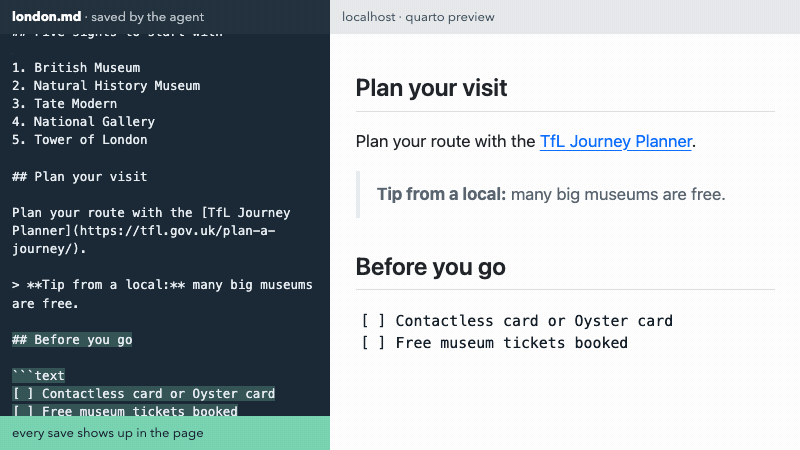 london.md · saved by the agent
## Five sights to start with
1. British Museum
2. Natural History Museum
3. Tate Modern
4. National Gallery
5. Tower of London
## Plan your visit
Plan your route with the [TfL Journey
Planner](https://tfl.gov.uk/plan-a-
journey/).
> **Tip from a local:** many big museums
are free.
## Before you go
```text
[ ] Contactless card or Oyster card
[ ] Free museum tickets booked
every save shows up in the page
localhost · quarto preview
Plan your visit
Plan your route with the TfL Journey Planner.
Tip from a local: many big museums are free.
Before you go
[ ] Contactless card or Oyster card
[ ] Free museum tickets booked